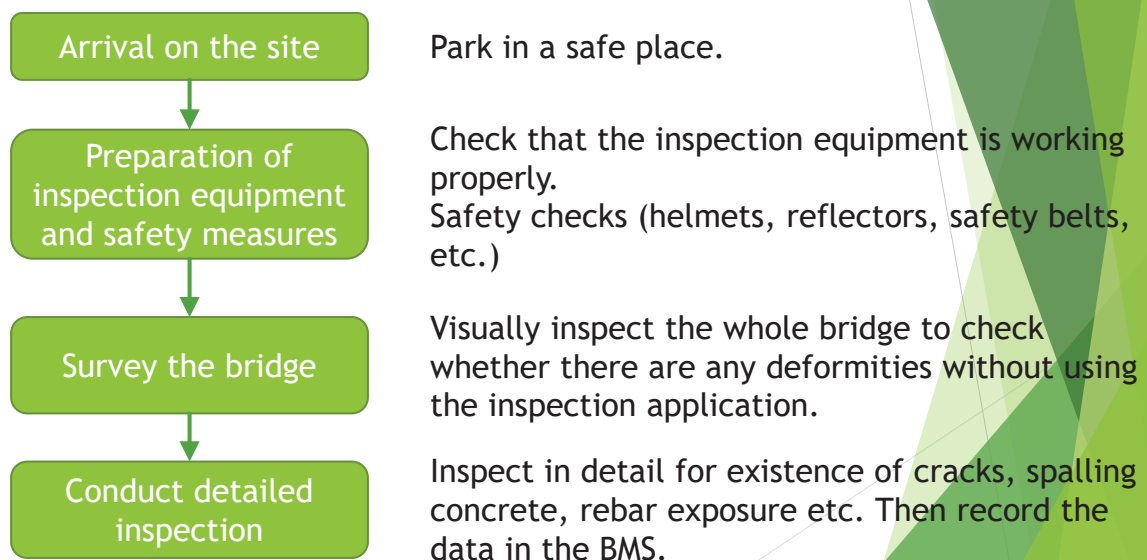 Arrival on the site
Park in a safe place.
Preparation of
inspection equipment
and safety measures
Check that the inspection equipment is working
properly.
Safety checks (helmets, reflectors, safety belts,
etc.)
Survey the bridge
Visually inspect the whole bridge to check
whether there are any deformities without using
the inspection application.
Conduct detailed
inspection
Inspect in detail for existence of cracks, spalling
concrete, rebar exposure etc. Then record the
data in the BMS.